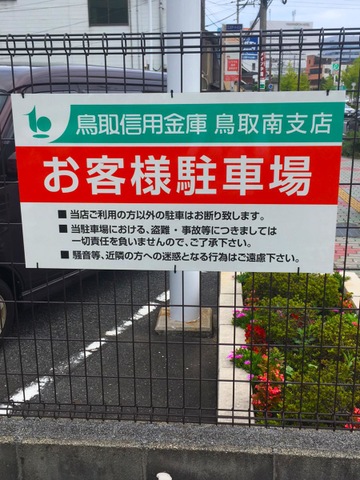 鳥取信用金庫 鳥取南支店
お客様駐車場
■ 当店ご利用の方以外の駐車はお断り致します。
■ 当駐車場における、盗難・事故等につきましては
一切責任を負いませんので、ご了承下さい。
■ 騒音等、近隣の方への迷惑となる行為はご遠慮下さい。